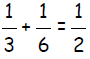 1/3 + 1/6 = 1/2